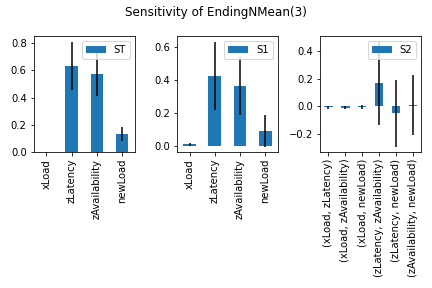 Sensitivity of EndingNMean(3)
0.8
0.6
0.4
0.2
0.0
ST
xLoad
zLatency
zAvailability
newLoad
0.6
0.4
0.2
0.0
S1
xLoad
zLatency
zAvailability
newLoad
0.4
0.2
0.0
−0.2
S2
(xLoad, zLatency)
(xLoad, zAvailability)
(xLoad, newLoad)
(zLatency, zAvailability)
(zLatency, newLoad)
(zAvailability, newLoad)